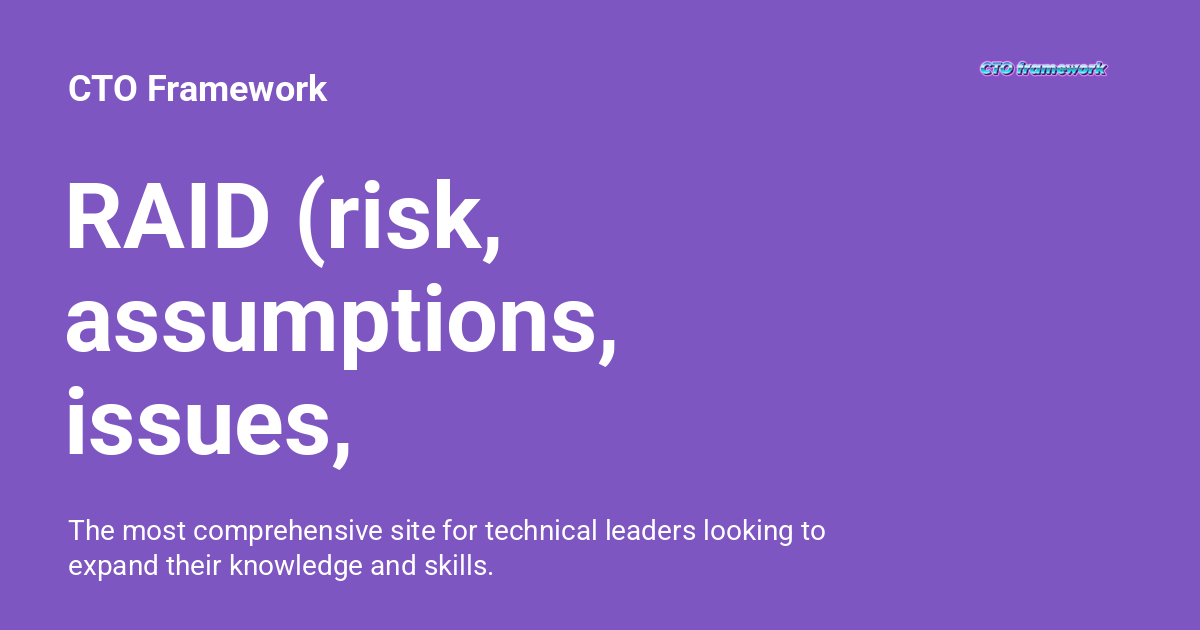 CTO Framework
CTO framework
RAID (risk,
assumptions,
issues,
The most comprehensive site for technical leaders looking to
expand their knowledge and skills.